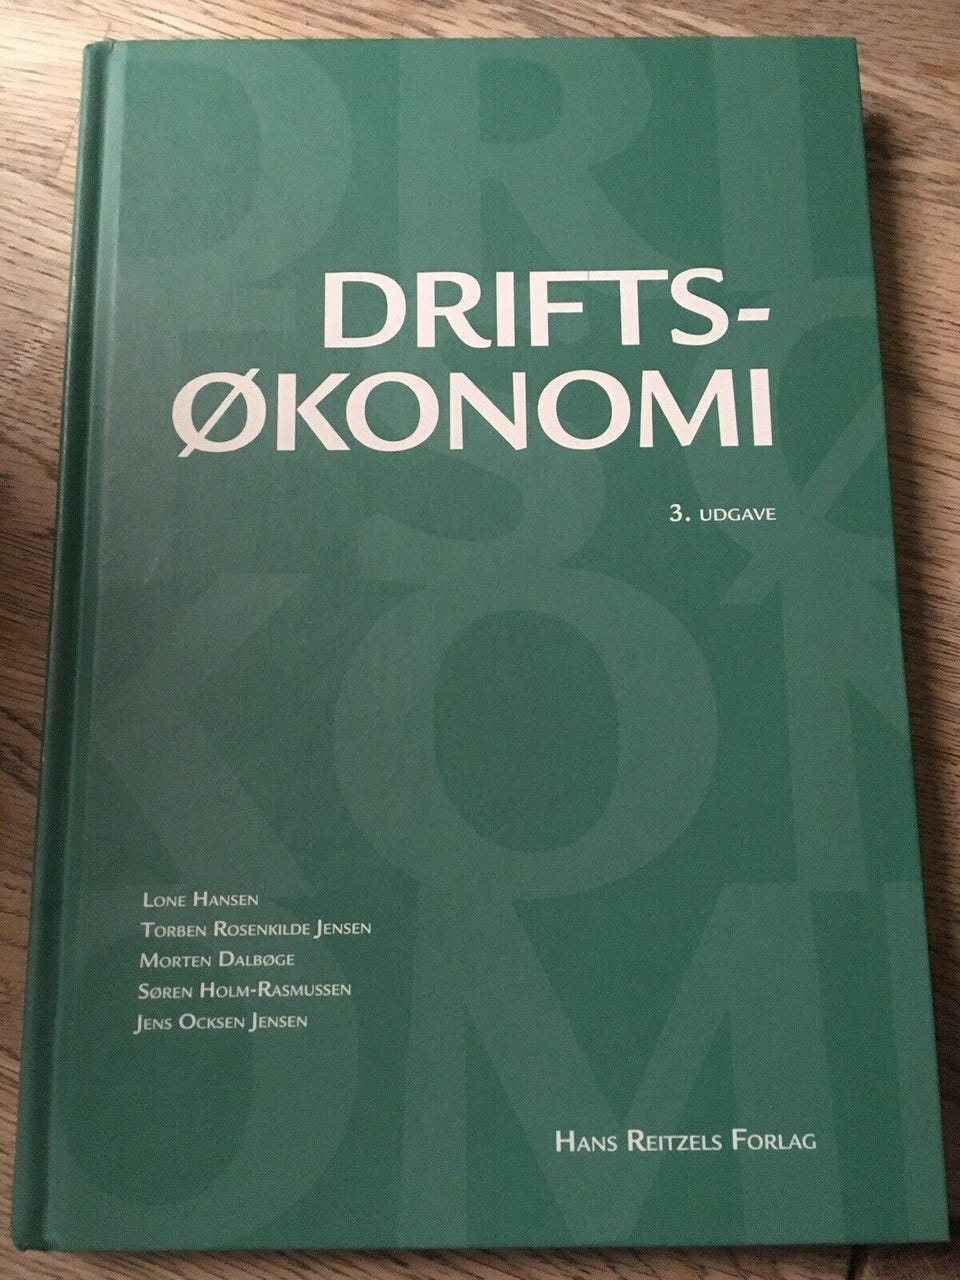 DRIFTS-
ØKONOMI
3. UDGAVE
LONE HANSEN
TORBEN ROSENKILDE JENSEN
MORTEN DALBØGE
SØREN HOLM-RASMUSSEN
JENS OCKSEN JENSEN
HANS REITZELS FORLAG